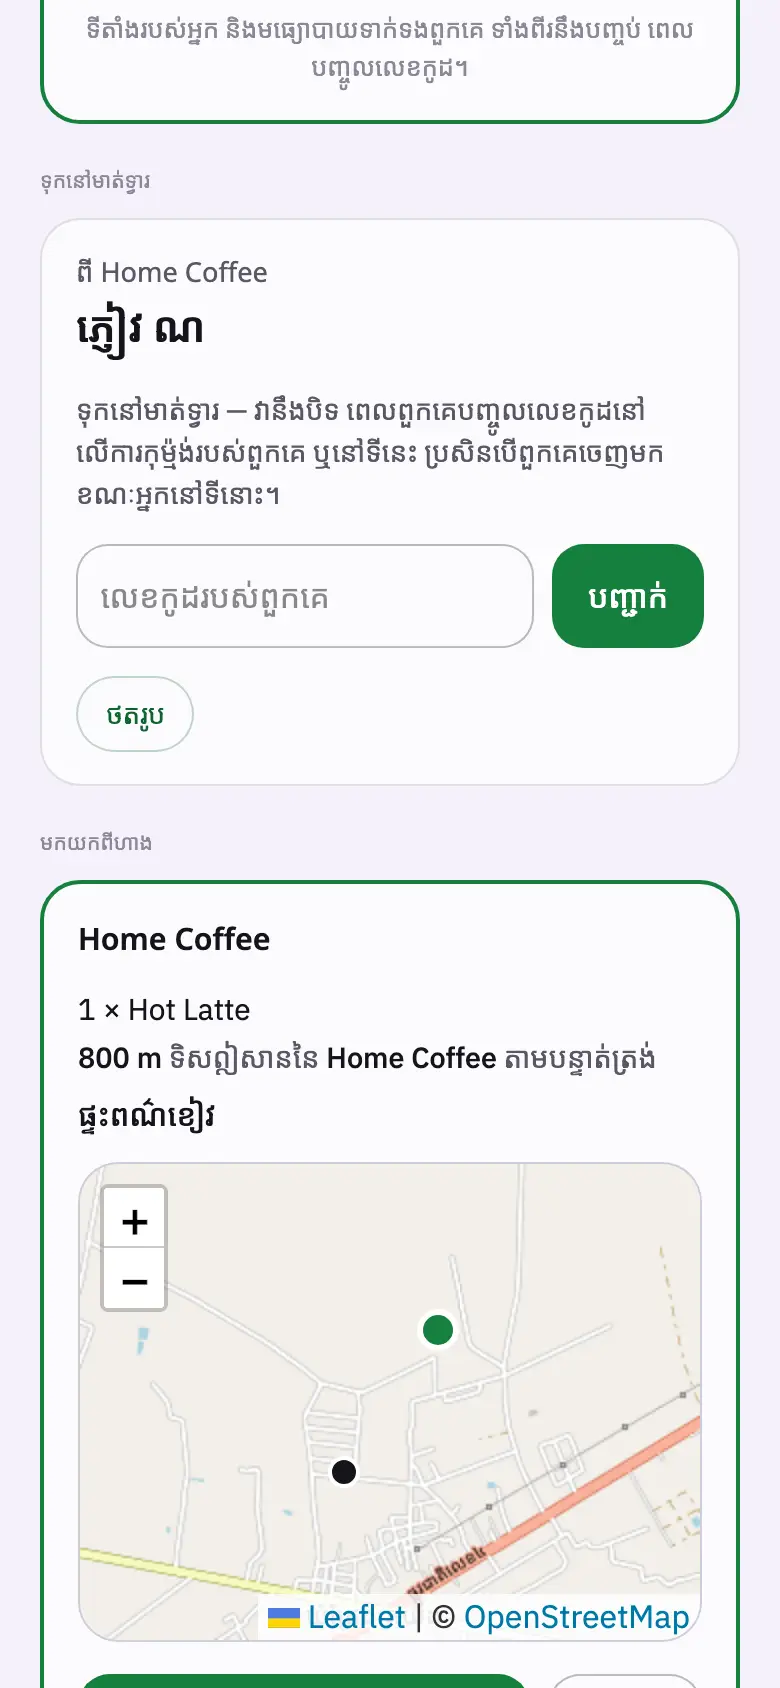 ទីតាំងរបស់អ្នក និងមធ្យោបាយទាក់ទងពួកគេ ទាំងពីរនឹងបញ្ចប់ ពេល
បញ្ចូលលេខកូដ។
ទុកនៅមាត់ទ្វារ
ពី Home Coffee
ភ្ញៀវ ណ
ទុកនៅមាត់ទ្វារ — វានឹងបិទ ពេលពួកគេបញ្ចូលលេខកូដនៅ
លើការកុម្ម៉ង់របស់ពួកគេ ឬនៅទីនេះ ប្រសិនបើពួកគេចេញមក
ខណៈអ្នកនៅទីនោះ។
លេខកូដរបស់ពួកគេ
បញ្ជាក់
ថតរូប
មកយកពីហាង
Home Coffee
1 × Hot Latte
800 m ទិសឦសាននៃ Home Coffee តាមបន្ទាត់ត្រង់
ផ្ទះពណ៌ខៀវ
+
−
Leaflet | © OpenStreetMap